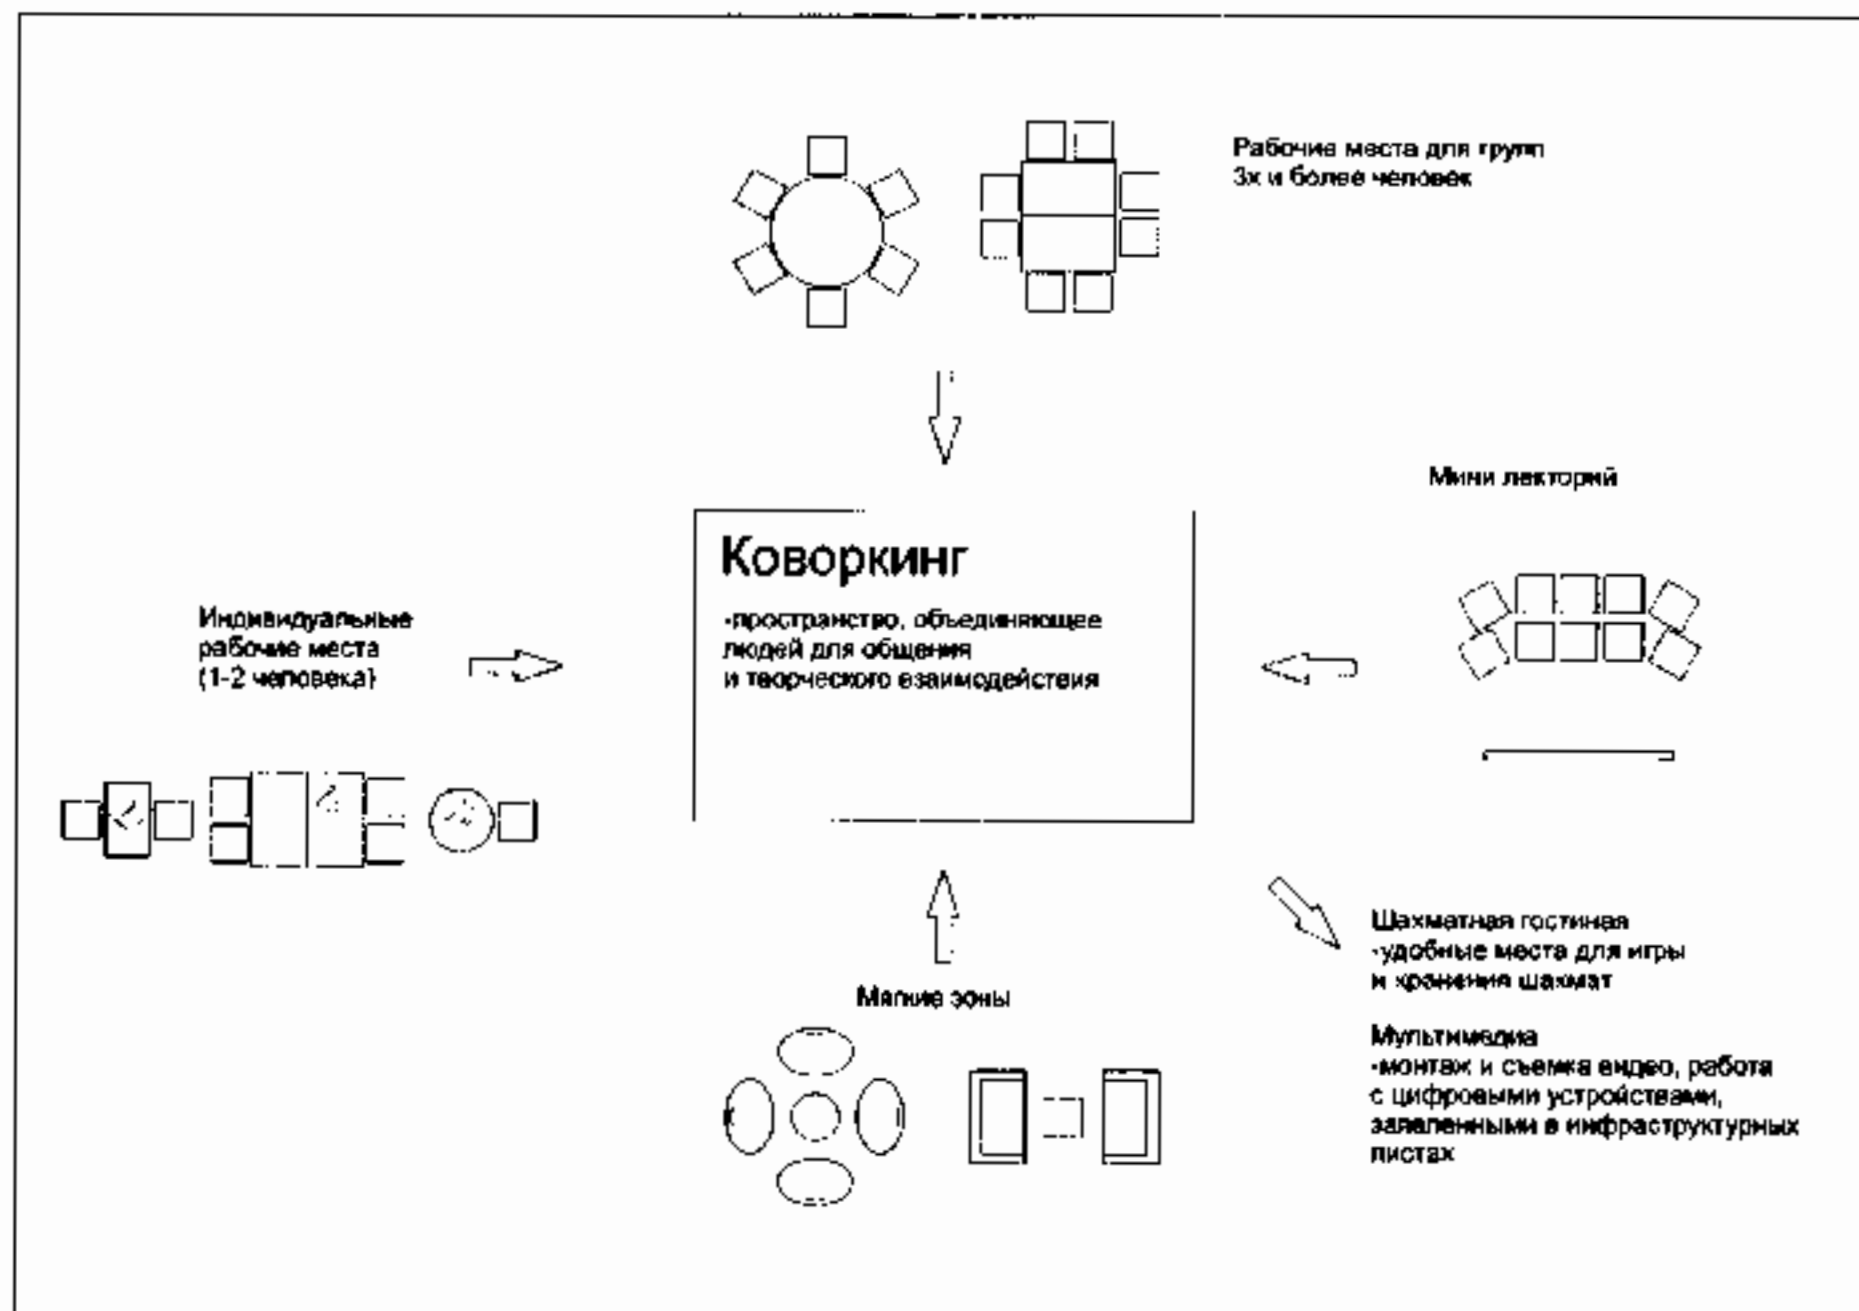 Рабочие места для групп
3х и более человек
Мини лекторий
Коворкинг
-пространство, объединяющее
людей для общения
и творческого взаимодействия
Индивидуальные
рабочие места
(1-2 человека)
Мягкие зоны
Шахматная гостиная
-удобные места для игры
и хранения шахмат
Мультимедиа
-монтаж и съемка видео, работа
с цифровыми устройствами,
в инфраструктурных
листах